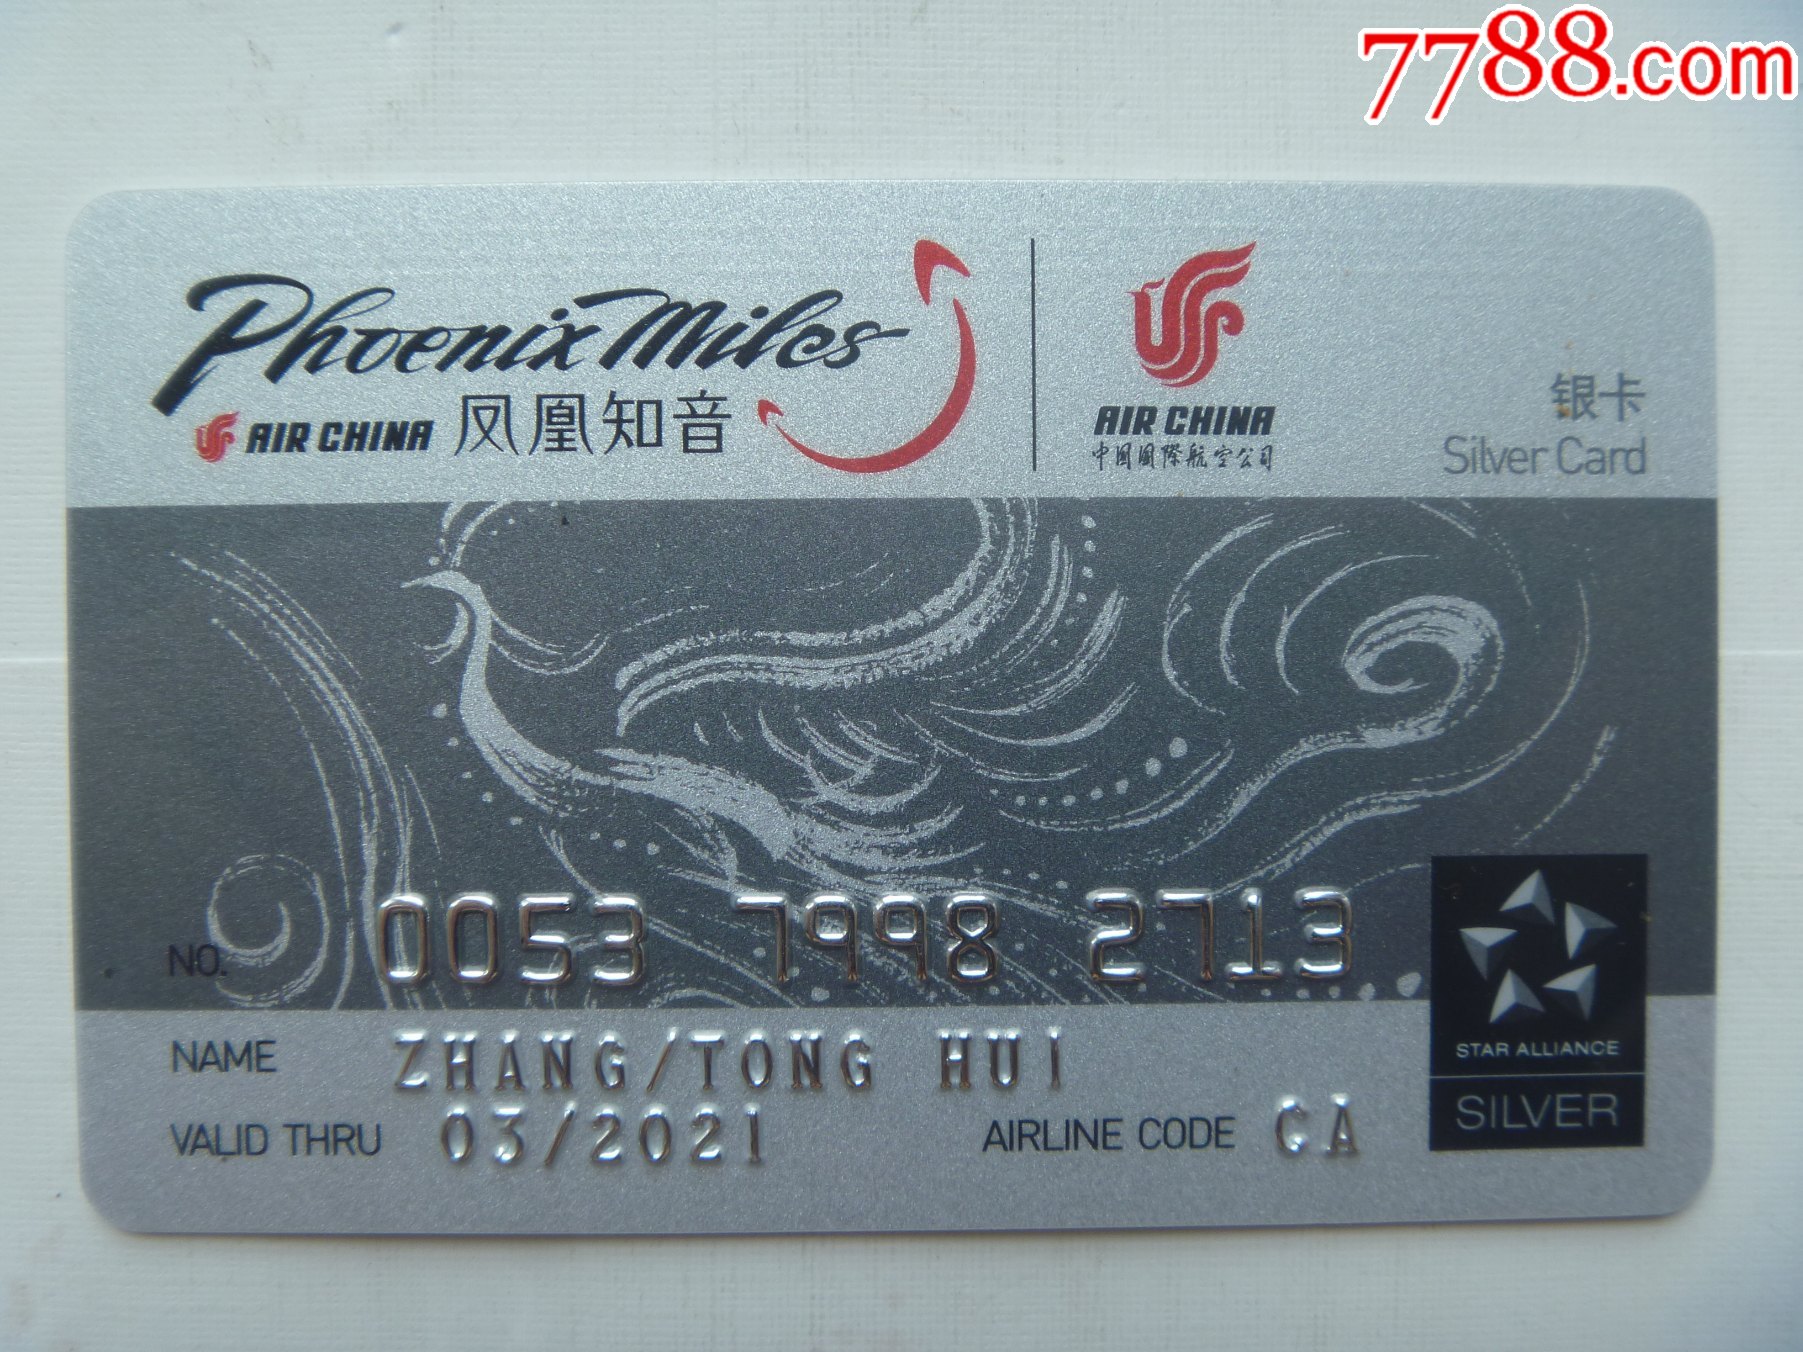 7788.com
Phoenix Miles
AIR CHINA 凤凰知音
AIR CHINA
中国国際航空公司
银卡
Silver Card
NO. 0053 7998 2713
NAME ZHANG/TONG HUI
VALID THRU 03/2021 AIRLINE CODE CA
STAR ALLIANCE
SILVER